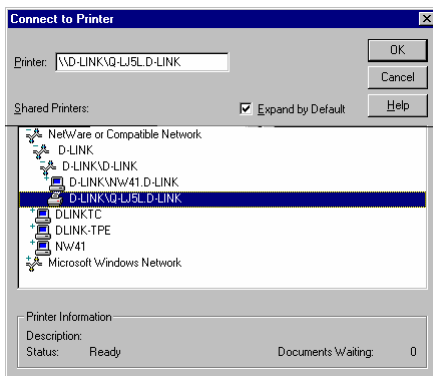 Connect to Printer
Printer: \\D-LINK\Q-LJ5L.D-LINK
OK
Cancel
Shared Printers:
Expand by Default
Help
NetWare or Compatible Network
D-LINK
D-LINK\D-LINK
D-LINK\NW41.D-LINK
D-LINK\Q-LJ5L.D-LINK
DLINKTC
DLINK-TPE
NW41
Microsoft Windows Network
Printer Information
Description:
Status: Ready Documents Waiting: 0